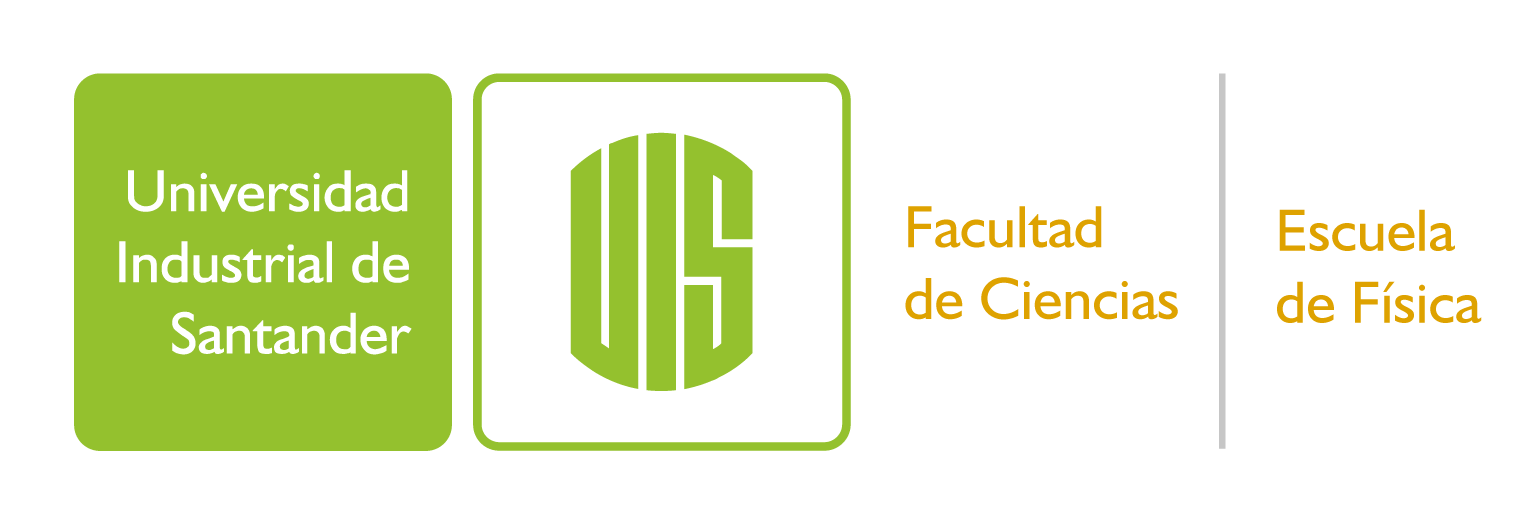 Universidad
Industrial de
Santander
UIS
Facultad
de Ciencias
Escuela
de Física